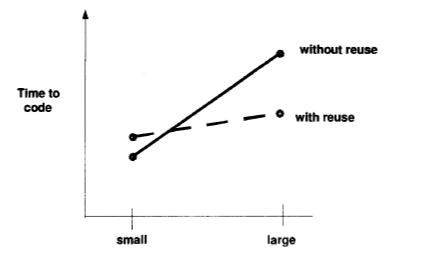 without reuse
Time to
code
with reuse
small
large